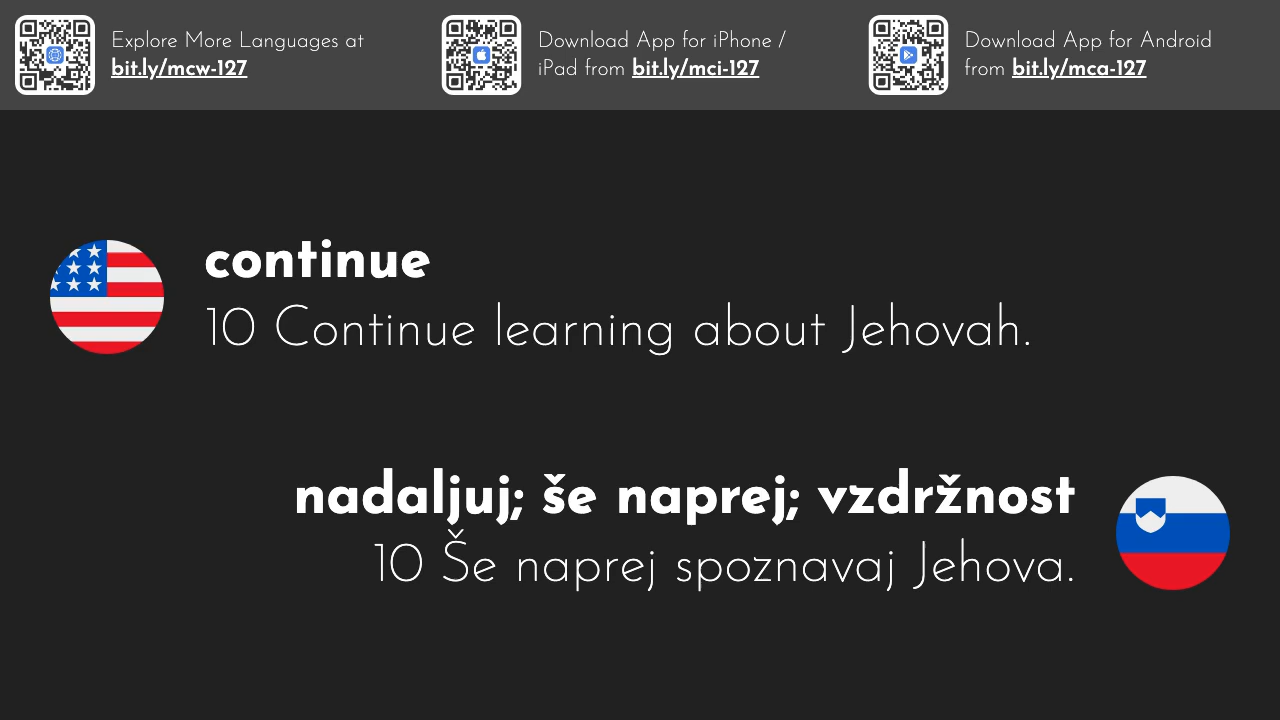 Explore More Languages at
bit.ly/mcw-127
Download App for iPhone /
iPad from bit.ly/mci-127
Download App for Android
from bit.ly/mca-127
continue
10 Continue learning about Jehovah.
nadaljuj; še naprej; vzdržnost
10 Še naprej spoznavaj Jehova.